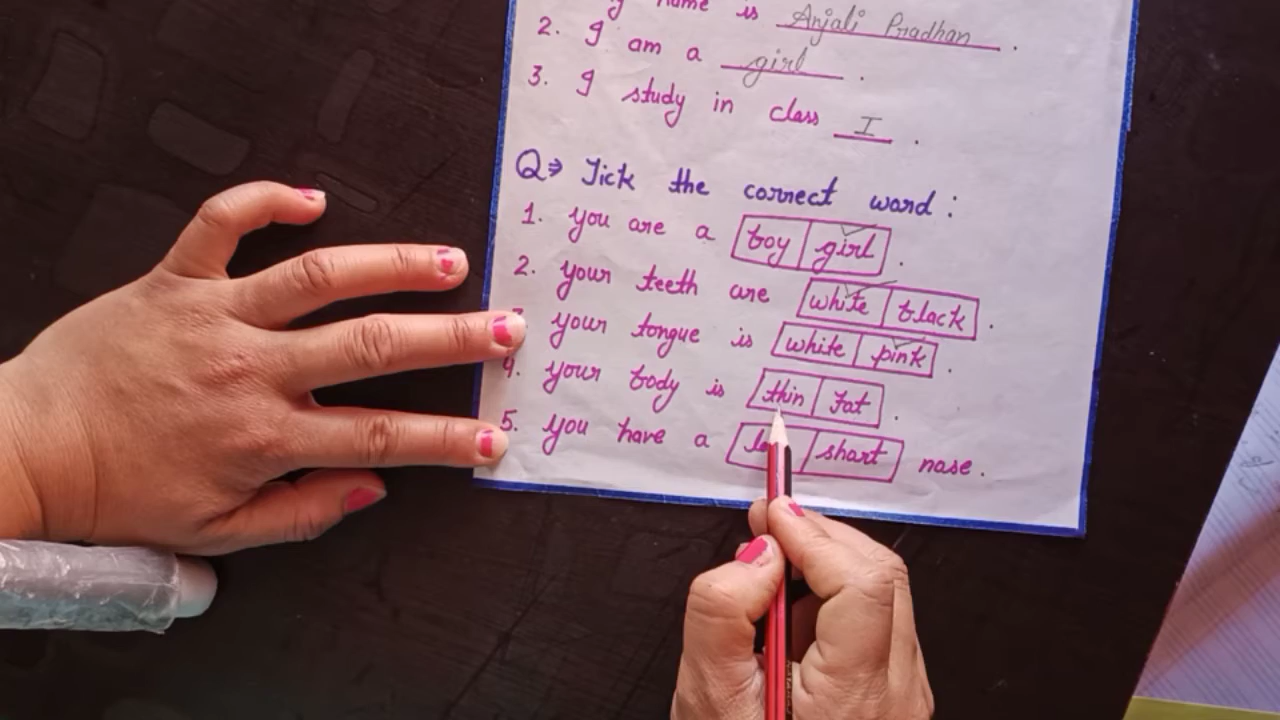 name is Anjali Pradhan .
2. I am a girl .
3. I study in class I .
Q⇒ Tick the correct word :
1. you are a boy girl .
2. your teeth are white black .
your tongue is white pink .
4. your body is thin Fat .
5. you have a short nose .